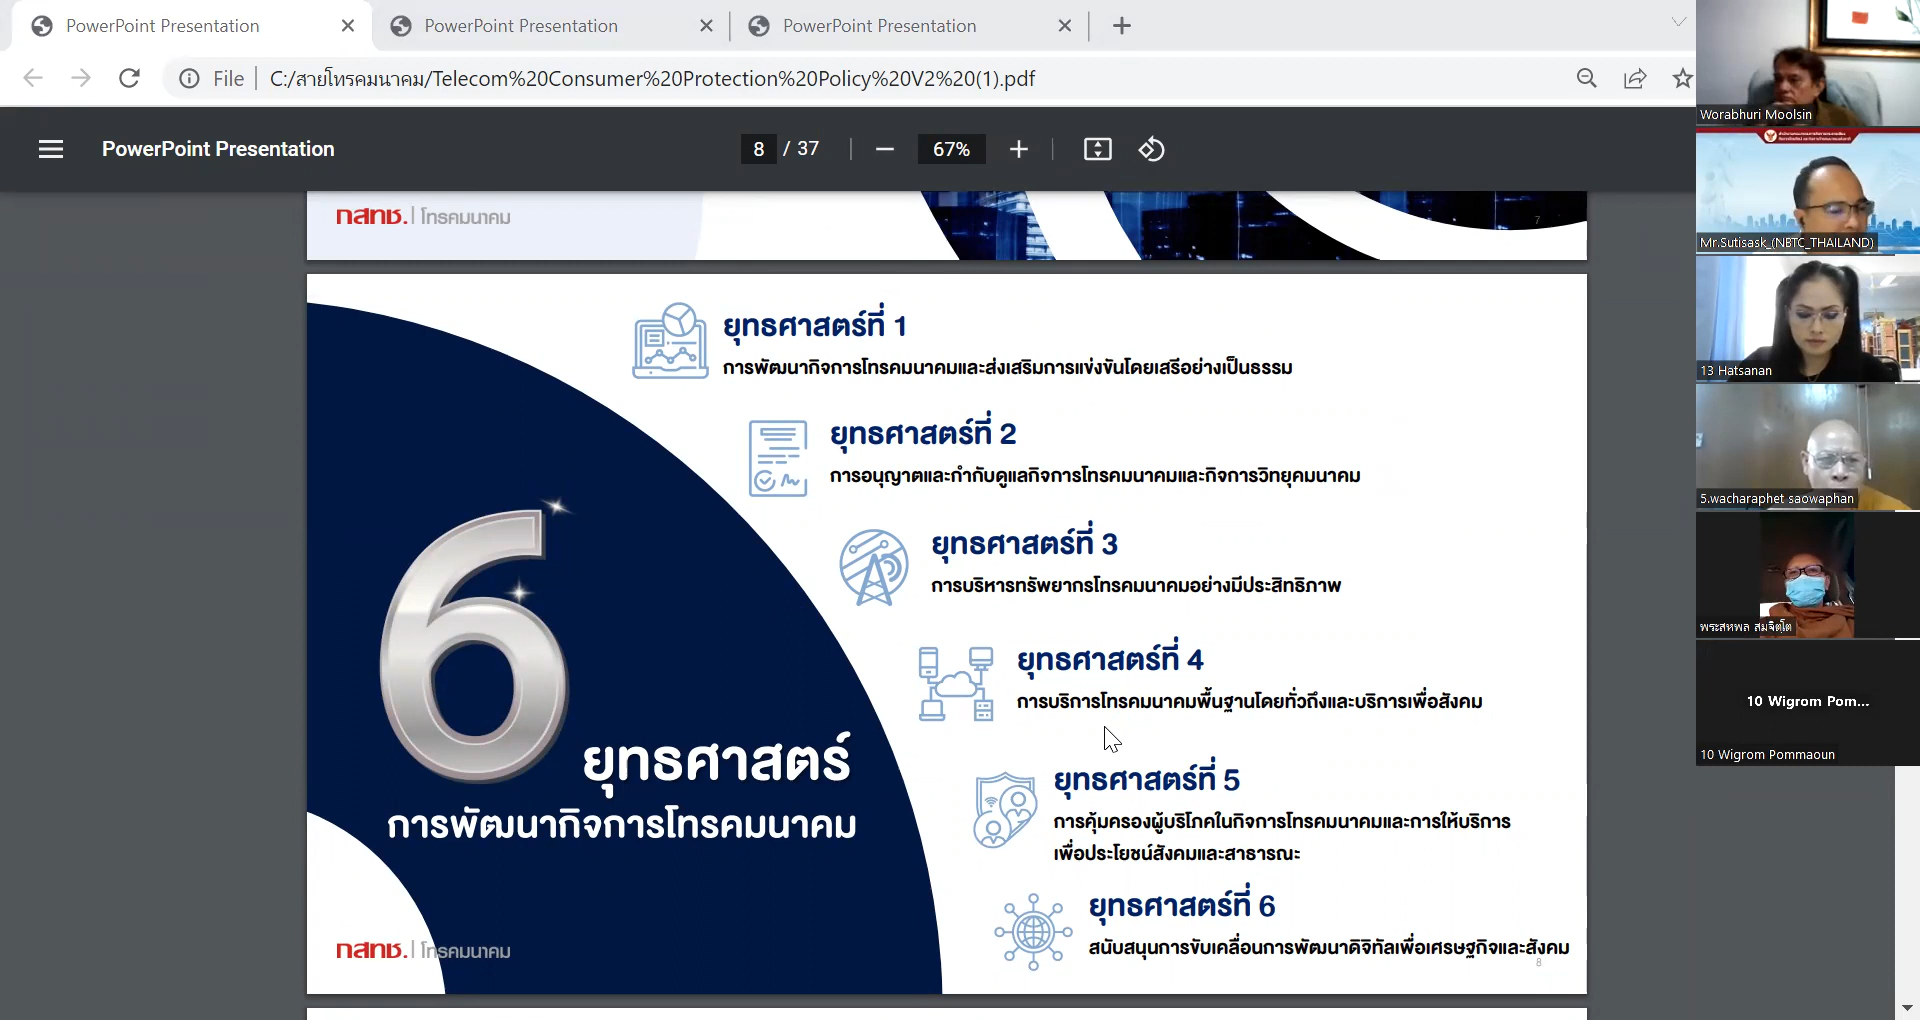 PowerPoint Presentation
PowerPoint Presentation
PowerPoint Presentation
File
C:/สายโทรคมนาคม/Telecom%20Consumer%20Protection%20Policy%20V2%20(1).pdf
PowerPoint Presentation
8 / 37
67%
กสทช. | โทรคมนาคม
7
ยุทธศาสตร์ที่ 1
การพัฒนากิจการโทรคมนาคมและส่งเสริมการแข่งขันโดยเสรีอย่างเป็นธรรม
ยุทธศาสตร์ที่ 2
การอนุญาตและกำกับดูแลกิจการโทรคมนาคมและกิจการวิทยุคมนาคม
ยุทธศาสตร์ที่ 3
การบริหารทรัพยากรโทรคมนาคมอย่างมีประสิทธิภาพ
ยุทธศาสตร์ที่ 4
การบริการโทรคมนาคมพื้นฐานโดยทั่วถึงและบริการเพื่อสังคม
ยุทธศาสตร์ที่ 5
การคุ้มครองผู้บริโภคในกิจการโทรคมนาคมและการให้บริการ
เพื่อประโยชน์สังคมและสาธารณะ
ยุทธศาสตร์ที่ 6
สนับสนุนการขับเคลื่อนการพัฒนาดิจิทัลเพื่อเศรษฐกิจและสังคม
8
6
ยุทธศาสตร์
การพัฒนากิจการโทรคมนาคม
กสทช. | โทรคมนาคม
Worabhuri Moolsin
Mr.Sutisask_(NBTC_THAILAND)
13 Hatsanan
5.wacharaphet saowaphan
พระสหพล สมจิตฺโต
10 Wigrom Pom...
10 Wigrom Pommaoun